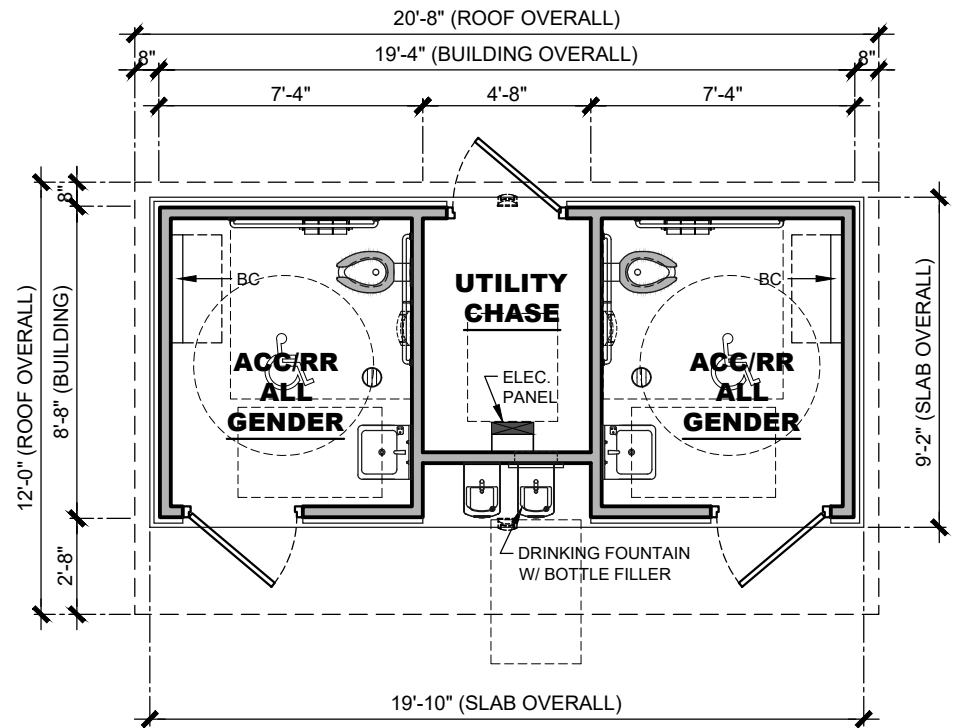 20'-8" (ROOF OVERALL)
8"
19'-4" (BUILDING OVERALL)
8"
7'-4"
4'-8"
7'-4"
8"
12'-0" (ROOF OVERALL)
8'-8" (BUILDING)
2'-8"
9'-2" (SLAB OVERALL)
BC
UTILITY
CHASE
BC
ACC/RR
ALL
GENDER
ELEC.
PANEL
ACC/RR
ALL
GENDER
DRINKING FOUNTAIN
W/ BOTTLE FILLER
19'-10" (SLAB OVERALL)